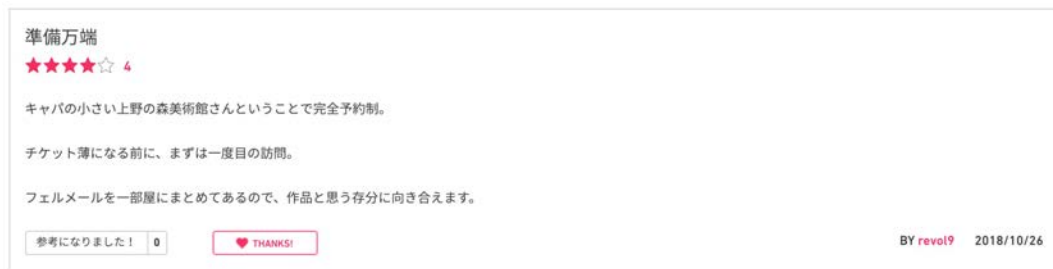 準備万端
★★★★☆ 4
キャパの小さい上野の森美術館さんということで完全予約制。
チケット薄になる前に、まずは一度目の訪問。
フェルメールを一部屋にまとめてあるので、作品と思う存分に向き合えます。
参考になりました！ 0 THANKS! BY revol9 2018/10/26